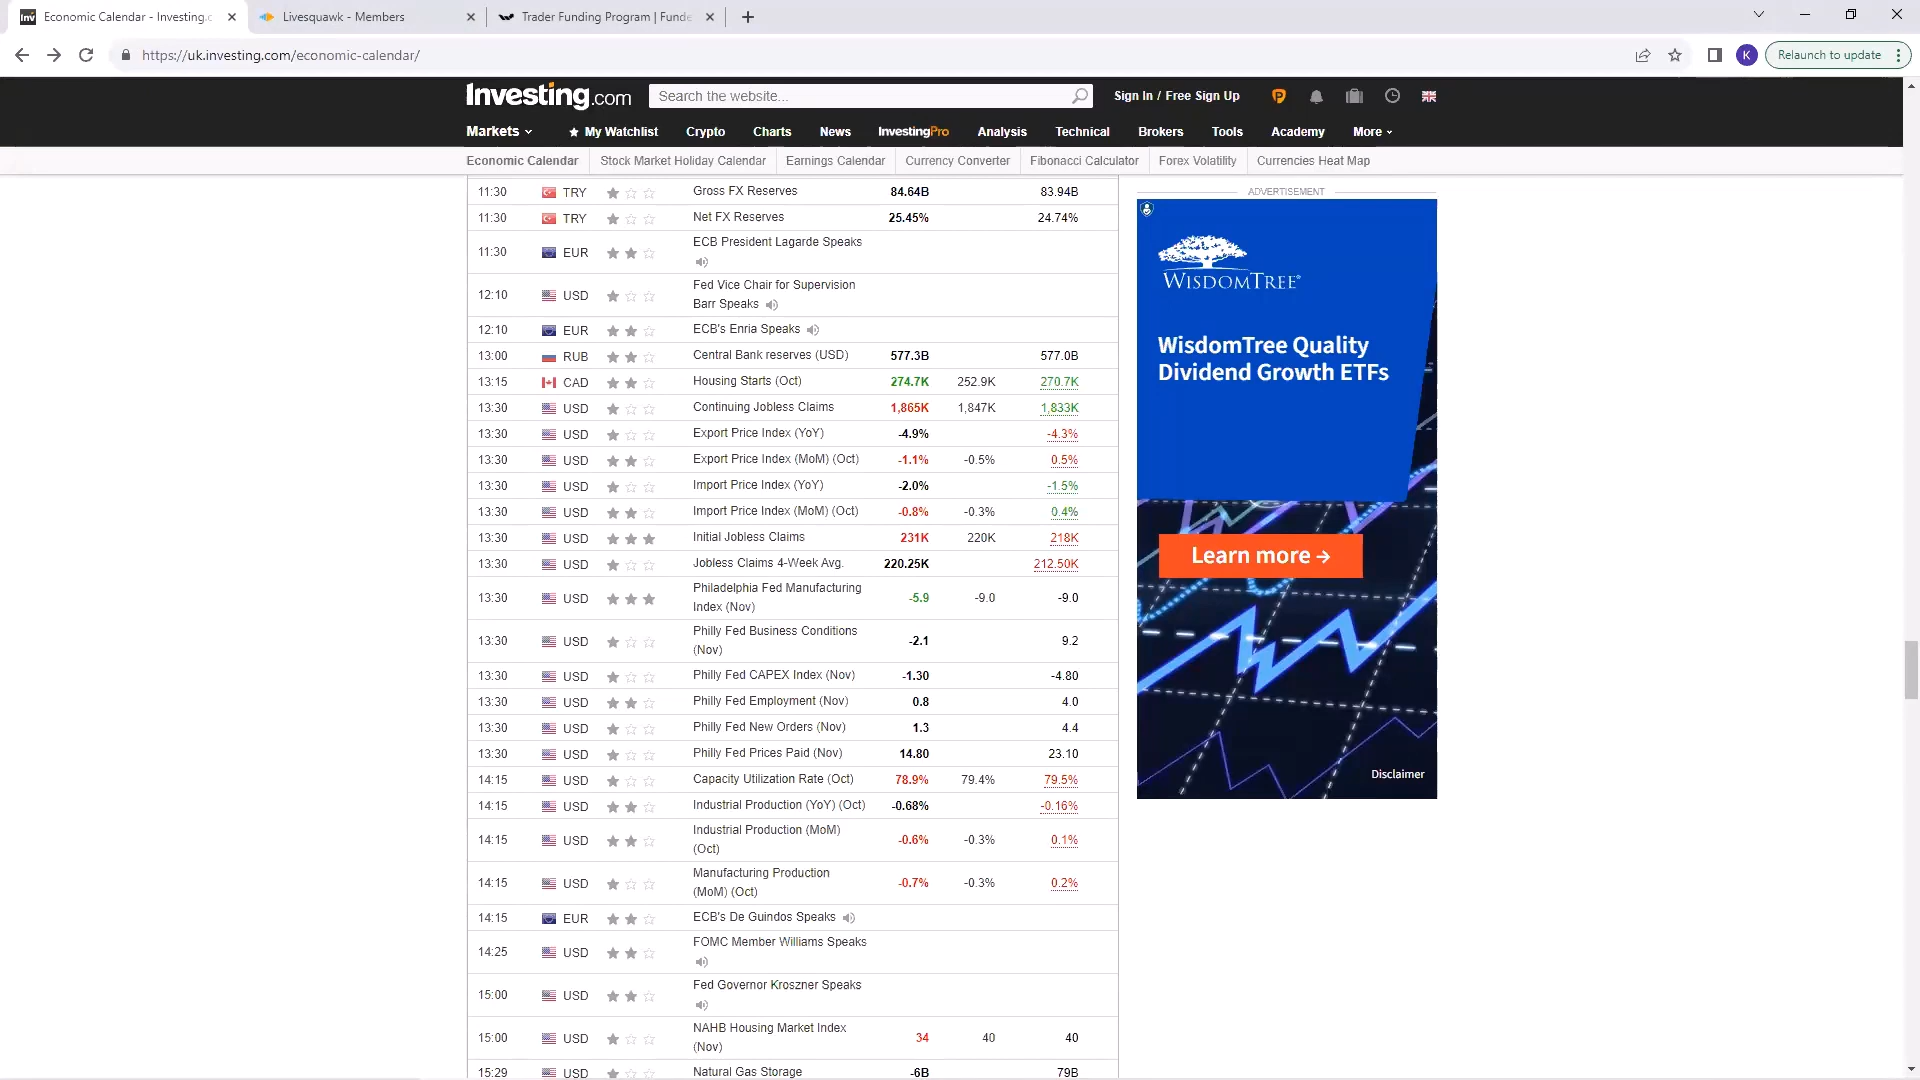 Economic Calendar - Investing.c
Livesquawk - Members
Trader Funding Program | Funde
https://uk.investing.com/economic-calendar/
K
Relaunch to update
Investing.com
Search the website...
Sign In / Free Sign Up
Markets
My Watchlist
Crypto
Charts
News
InvestingPro
Analysis
Technical
Brokers
Tools
Academy
More
Economic Calendar
Stock Market Holiday Calendar
Earnings Calendar
Currency Converter
Fibonacci Calculator
Forex Volatility
Currencies Heat Map
11:30 TRY Gross FX Reserves 84.64B 83.94B
11:30 TRY Net FX Reserves 25.45% 24.74%
11:30 EUR ECB President Lagarde Speaks
12:10 USD Fed Vice Chair for Supervision
Barr Speaks
12:10 EUR ECB's Enria Speaks
13:00 RUB Central Bank reserves (USD) 577.3B 577.0B
13:15 CAD Housing Starts (Oct) 274.7K 252.9K 270.7K
13:30 USD Continuing Jobless Claims 1,865K 1,847K 1,833K
13:30 USD Export Price Index (YoY) -4.9% -4.3%
13:30 USD Export Price Index (MoM) (Oct) -1.1% -0.5% 0.5%
13:30 USD Import Price Index (YoY) -2.0% -1.5%
13:30 USD Import Price Index (MoM) (Oct) -0.8% -0.3% 0.4%
13:30 USD Initial Jobless Claims 231K 220K 218K
13:30 USD Jobless Claims 4-Week Avg. 220.25K 212.50K
13:30 USD Philadelphia Fed Manufacturing
Index (Nov) -5.9 -9.0 -9.0
13:30 USD Philly Fed Business Conditions
(Nov) -2.1 9.2
13:30 USD Philly Fed CAPEX Index (Nov) -1.30 -4.80
13:30 USD Philly Fed Employment (Nov) 0.8 4.0
13:30 USD Philly Fed New Orders (Nov) 1.3 4.4
13:30 USD Philly Fed Prices Paid (Nov) 14.80 23.10
14:15 USD Capacity Utilization Rate (Oct) 78.9% 79.4% 79.5%
14:15 USD Industrial Production (YoY) (Oct) -0.68% -0.16%
14:15 USD Industrial Production (MoM)
(Oct) -0.6% -0.3% 0.1%
14:15 USD Manufacturing Production
(MoM) (Oct) -0.7% -0.3% 0.2%
14:15 EUR ECB's De Guindos Speaks
14:25 USD FOMC Member Williams Speaks
15:00 USD Fed Governor Kroszner Speaks
15:00 USD NAHB Housing Market Index
(Nov) 34 40 40
15:29 USD Natural Gas Storage -6B 79B
ADVERTISEMENT
WISDOMTREE®
WisdomTree Quality
Dividend Growth ETFs
Learn more →
Disclaimer